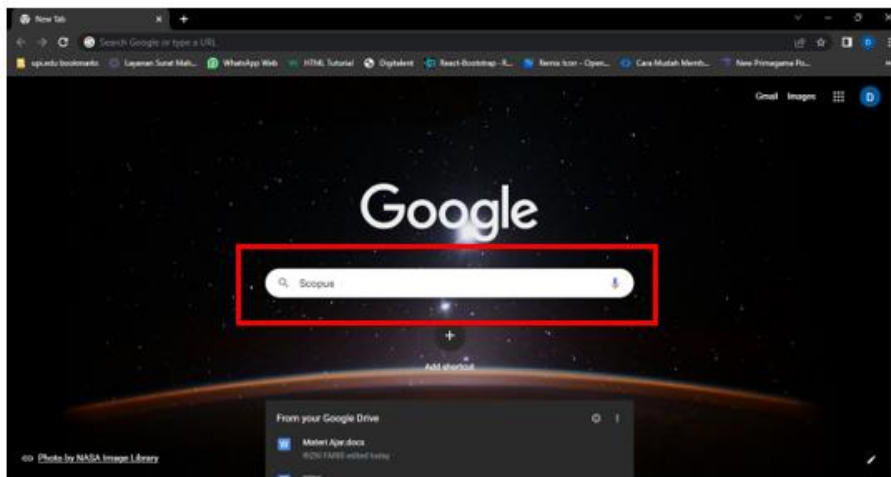 New Tab
Search Google or type a URL
upi.edu bookmarks Layanan Surat Mah... WhatsApp Web HTML Tutorial Digitalent React-Bootstrap - R... Remix Icon - Open... Cara Mudah Memb... New Primagama Po...
Gmail Images D
Google
Scopus
Add shortcut
From your Google Drive
Materi Ajar.docx
edited today
Photo by NASA Image Library